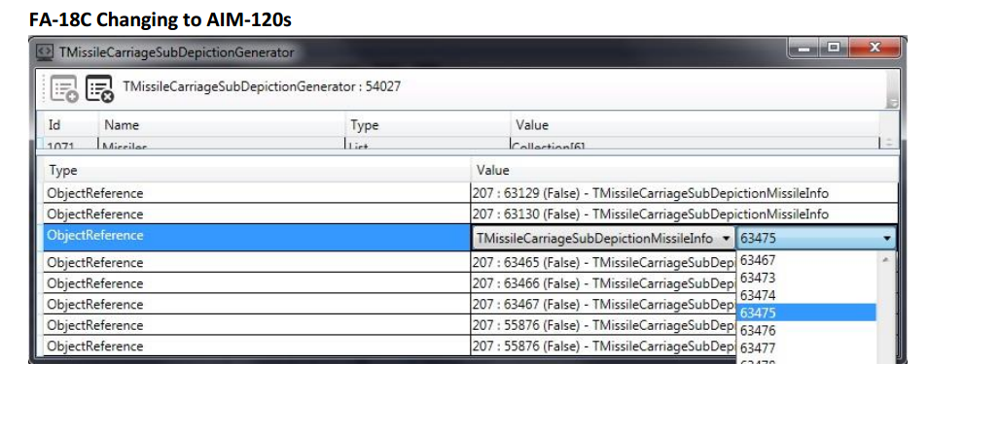 FA-18C Changing to AIM-120s
TMissileCarriageSubDepictionGenerator
TMissileCarriageSubDepictionGenerator : 54027
Id Name Type Value
1071 Missiles List Collection[6]
Type Value
ObjectReference 207 : 63129 (False) - TMissileCarriageSubDepictionMissileInfo
ObjectReference 207 : 63130 (False) - TMissileCarriageSubDepictionMissileInfo
ObjectReference TMissileCarriageSubDepictionMissileInfo 63475
ObjectReference 207 : 63465 (False) - TMissileCarriageSubDep 63467
ObjectReference 207 : 63466 (False) - TMissileCarriageSubDep 63473
63474
ObjectReference 207 : 63467 (False) - TMissileCarriageSubDep 63475
ObjectReference 207 : 55876 (False) - TMissileCarriageSubDep 63476
ObjectReference 207 : 55876 (False) - TMissileCarriageSubDep 63477